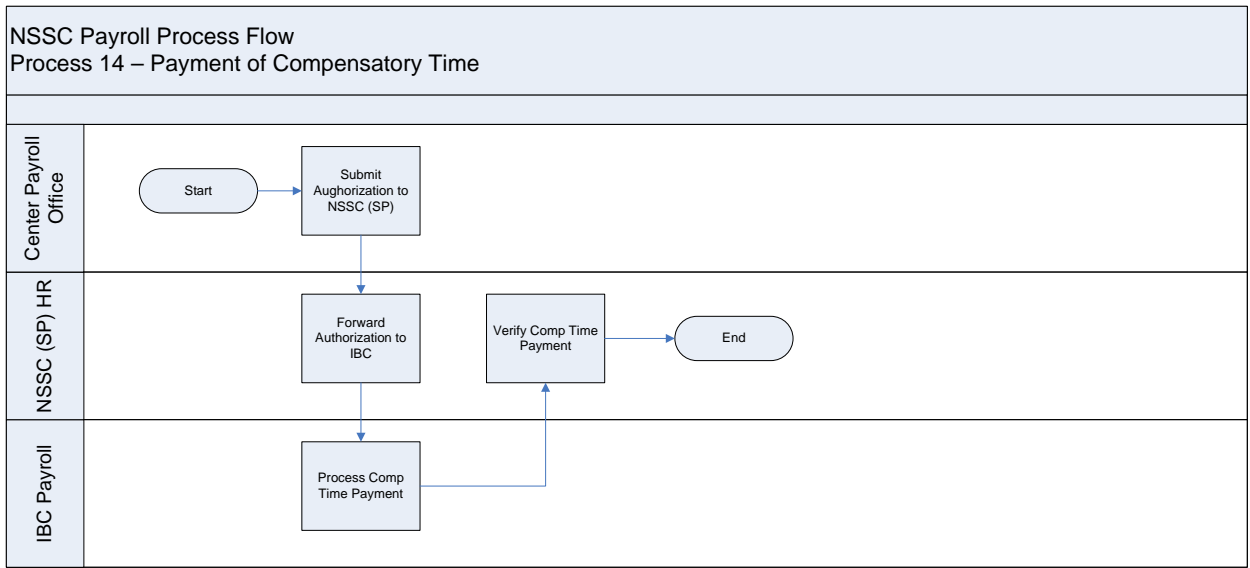 NSSC Payroll Process Flow
Process 14 – Payment of Compensatory Time
Center Payroll
Office
Start
Submit
Aughorization to
NSSC (SP)
NSSC (SP) HR
Forward
Authorization to
IBC
Verify Comp Time
Payment
End
IBC Payroll
Process Comp
Time Payment